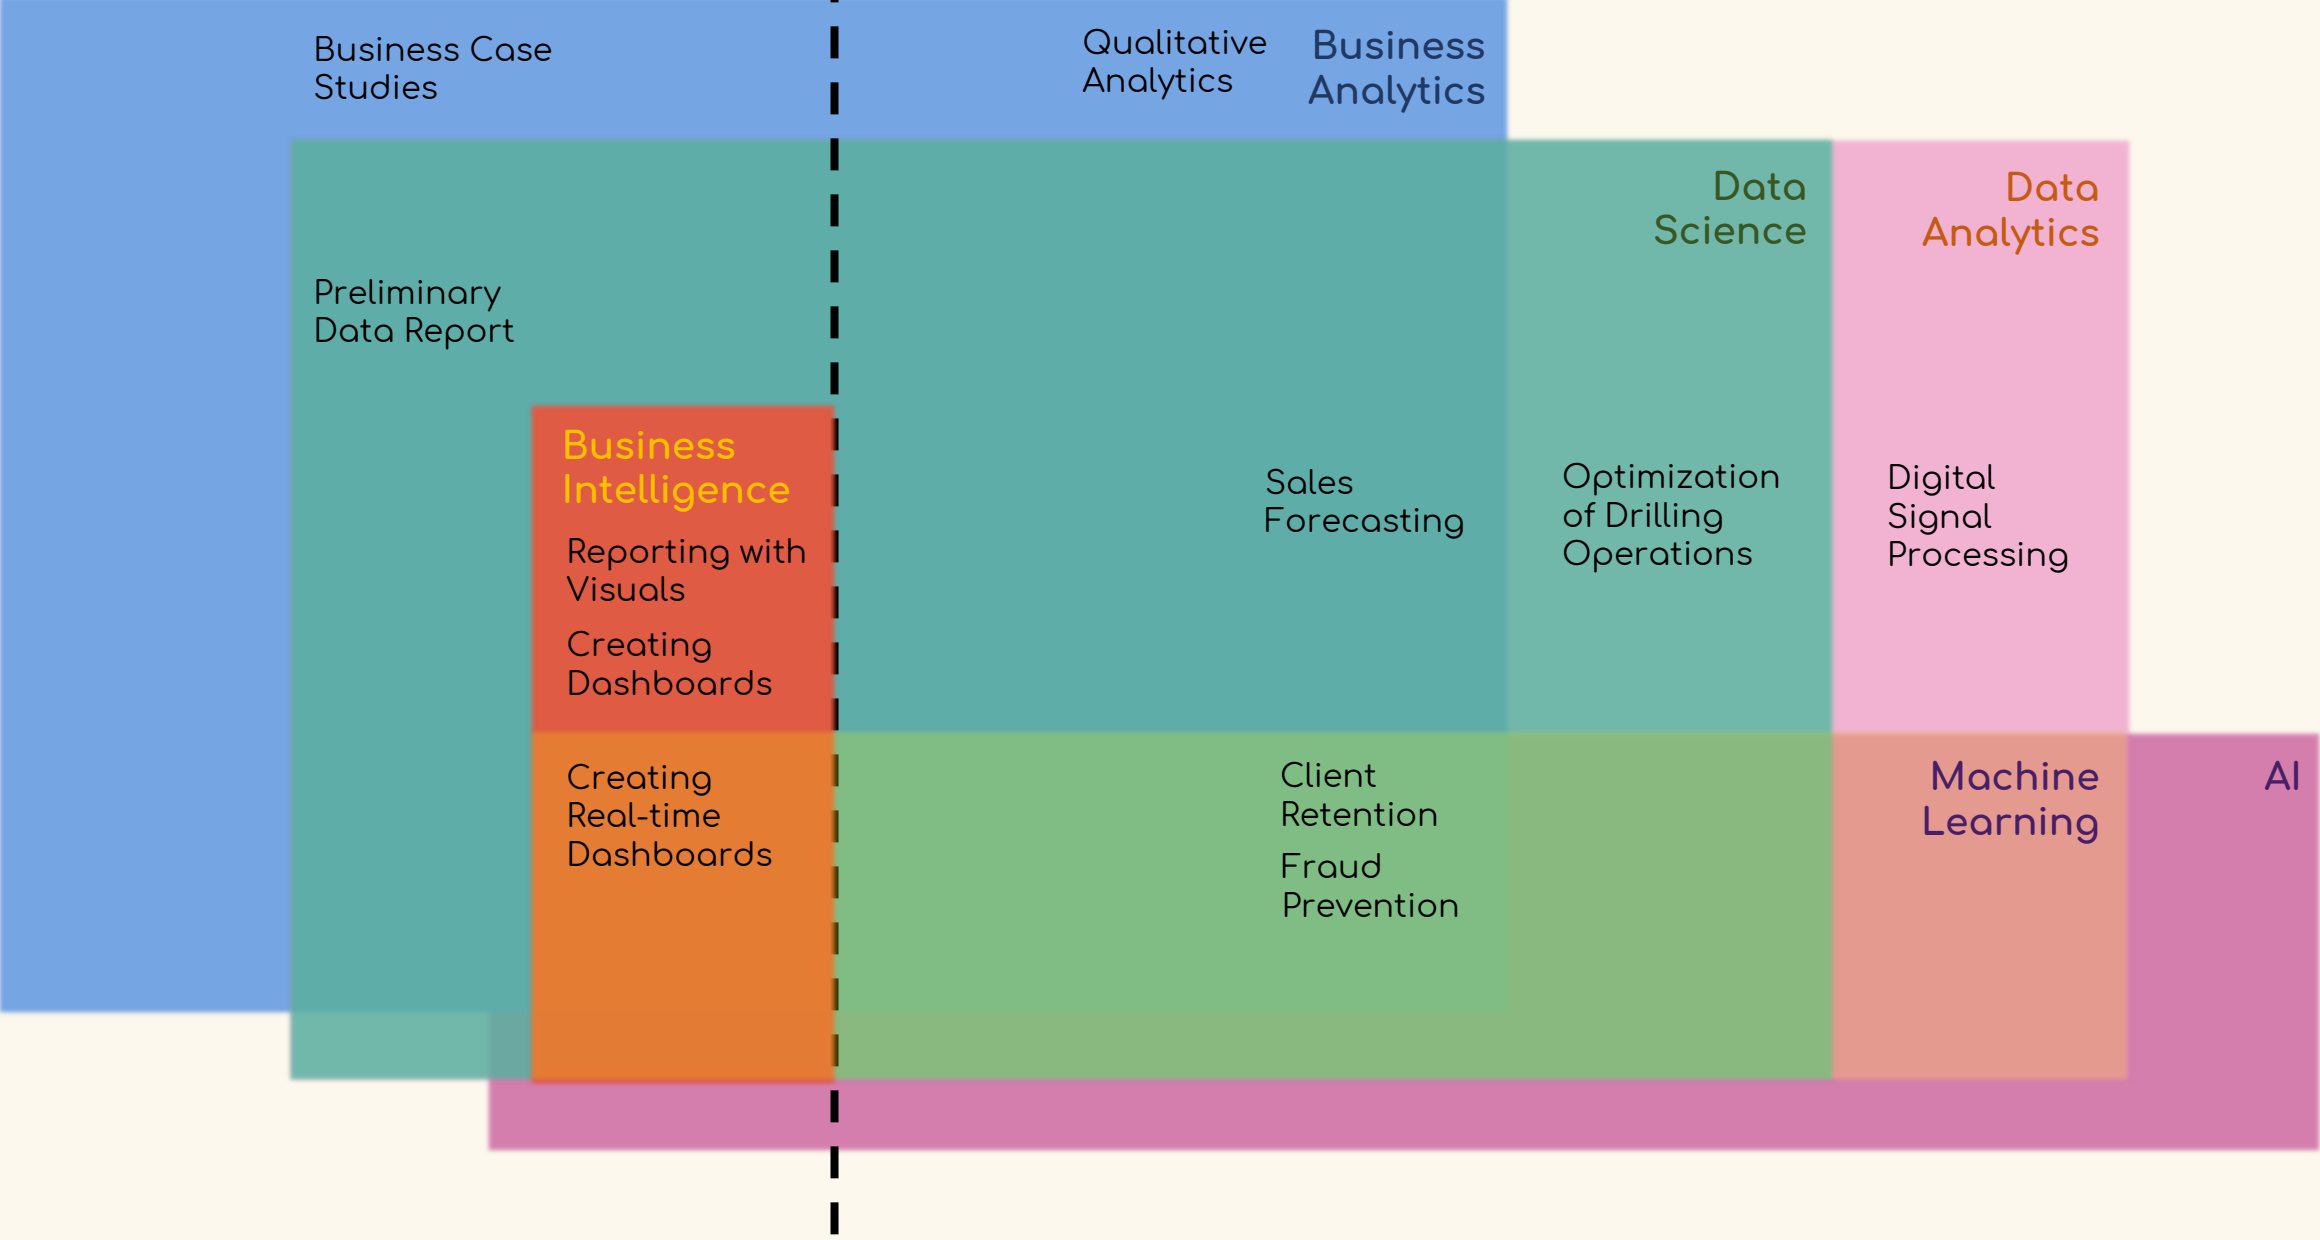 Business Case
Studies
Qualitative
Analytics
Business
Analytics
Data
Science
Data
Analytics
Preliminary
Data Report
Business
Intelligence
Reporting with
Visuals
Creating
Dashboards
Sales
Forecasting
Optimization
of Drilling
Operations
Digital
Signal
Processing
Creating
Real-time
Dashboards
Client
Retention
Fraud
Prevention
Machine
Learning
AI